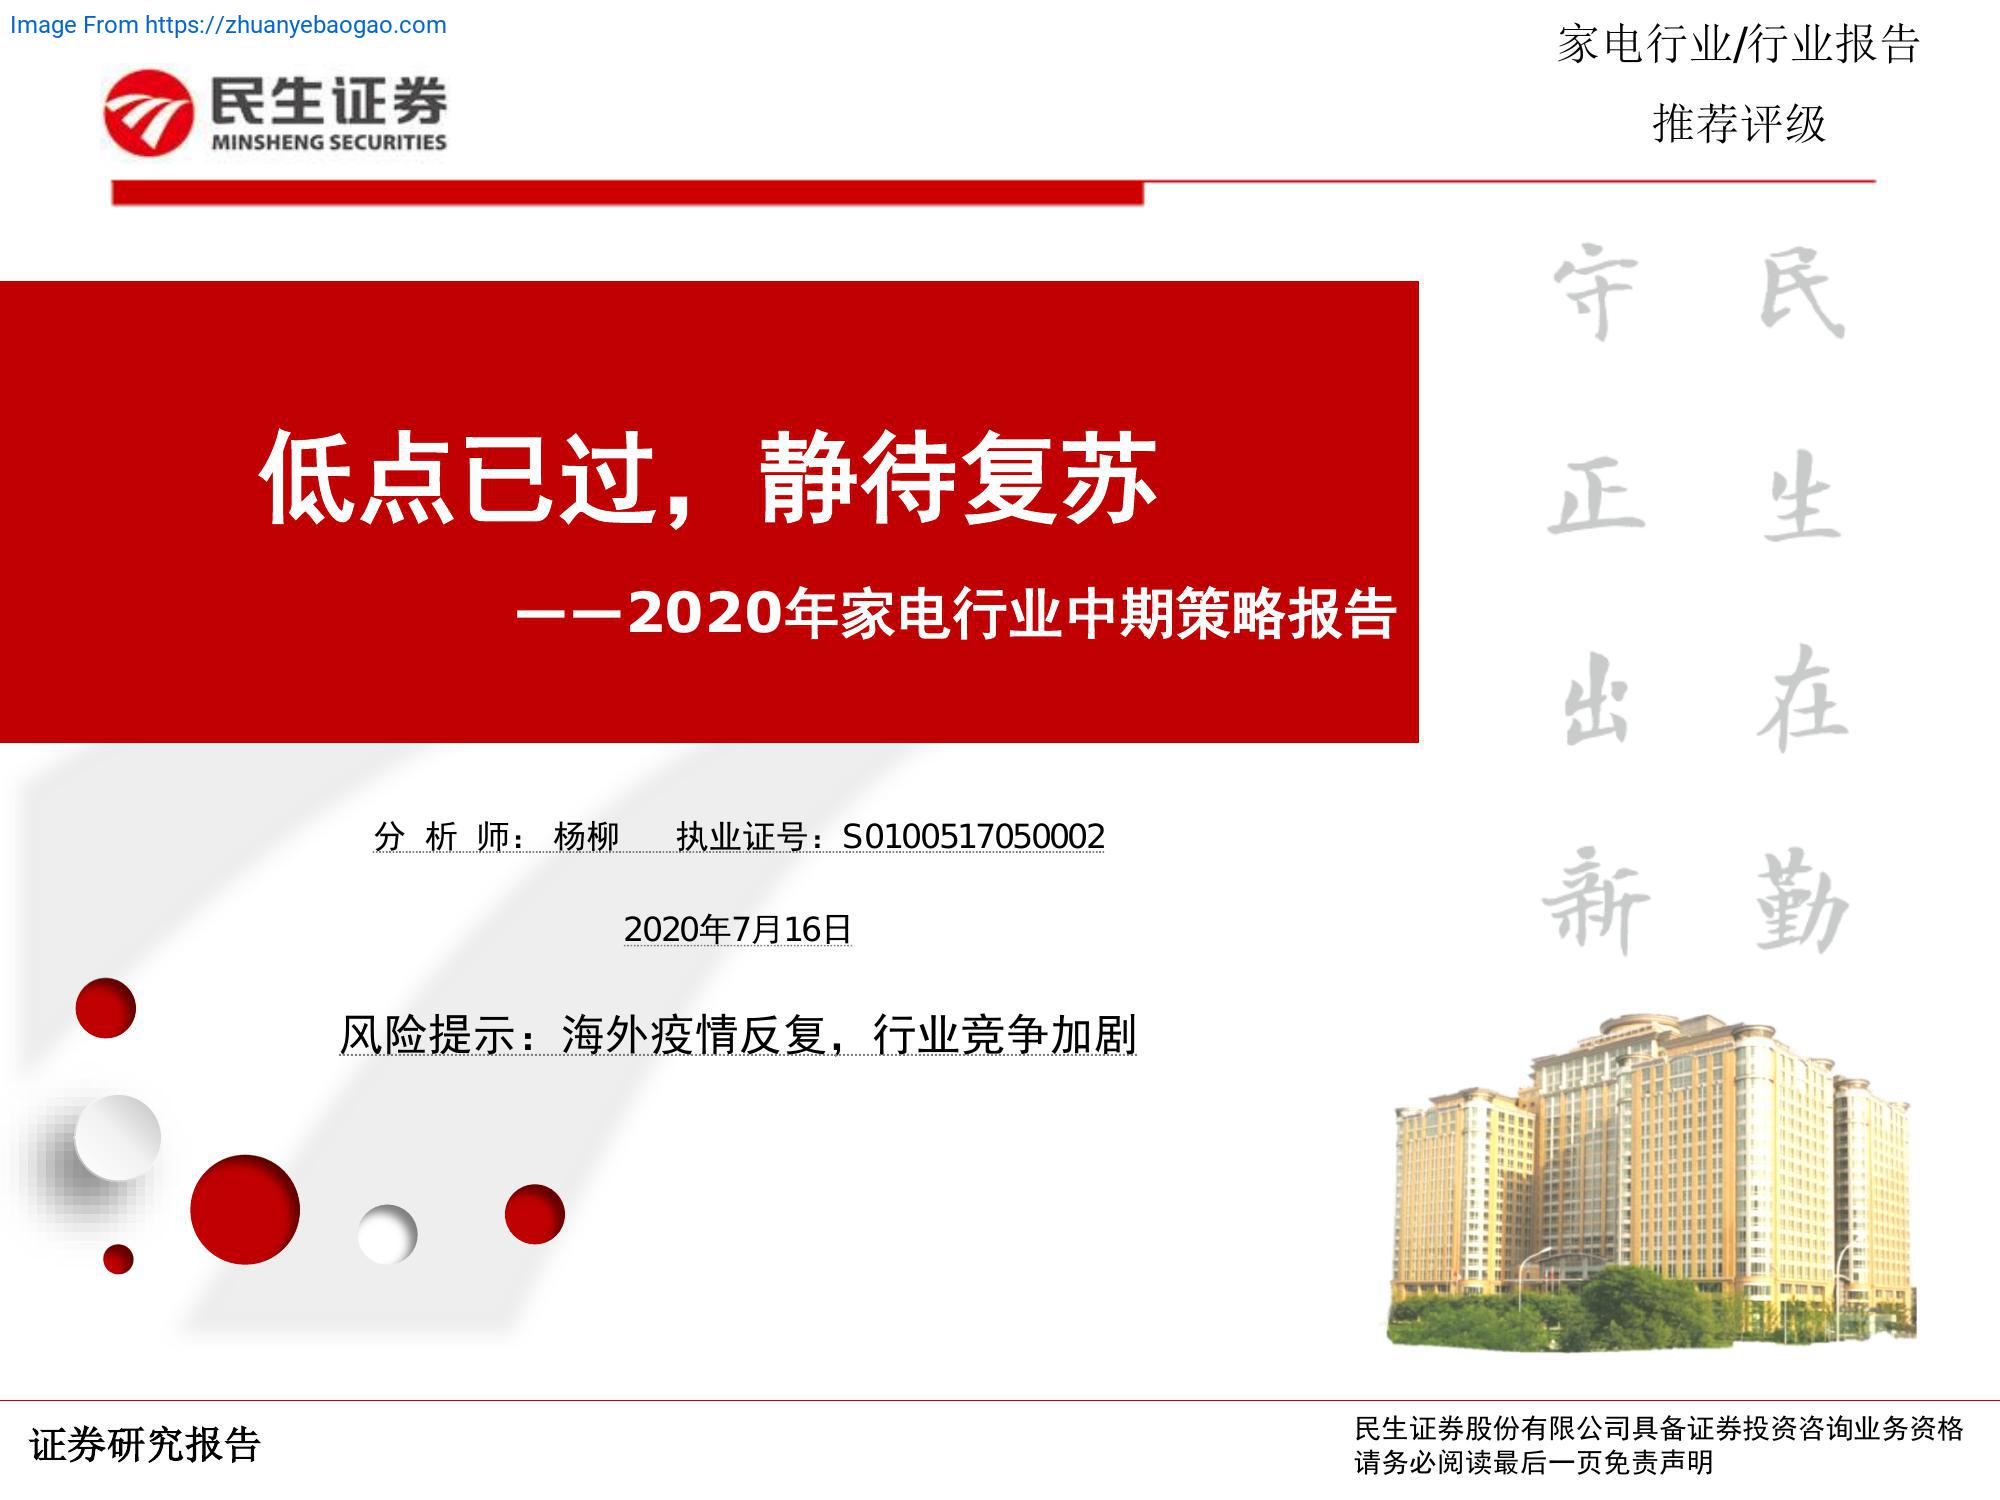 Image From https://zhuanyebaogao.com
家电行业/行业报告
推荐评级
民生证券
MINSHENG SECURITIES
低点已过，静待复苏
——2020年家电行业中期策略报告
民生在勤
守正出新
分 析 师： 杨柳 执业证号：S0100517050002
2020年7月16日
风险提示：海外疫情反复，行业竞争加剧
证券研究报告
民生证券股份有限公司具备证券投资咨询业务资格
请务必阅读最后一页免责声明